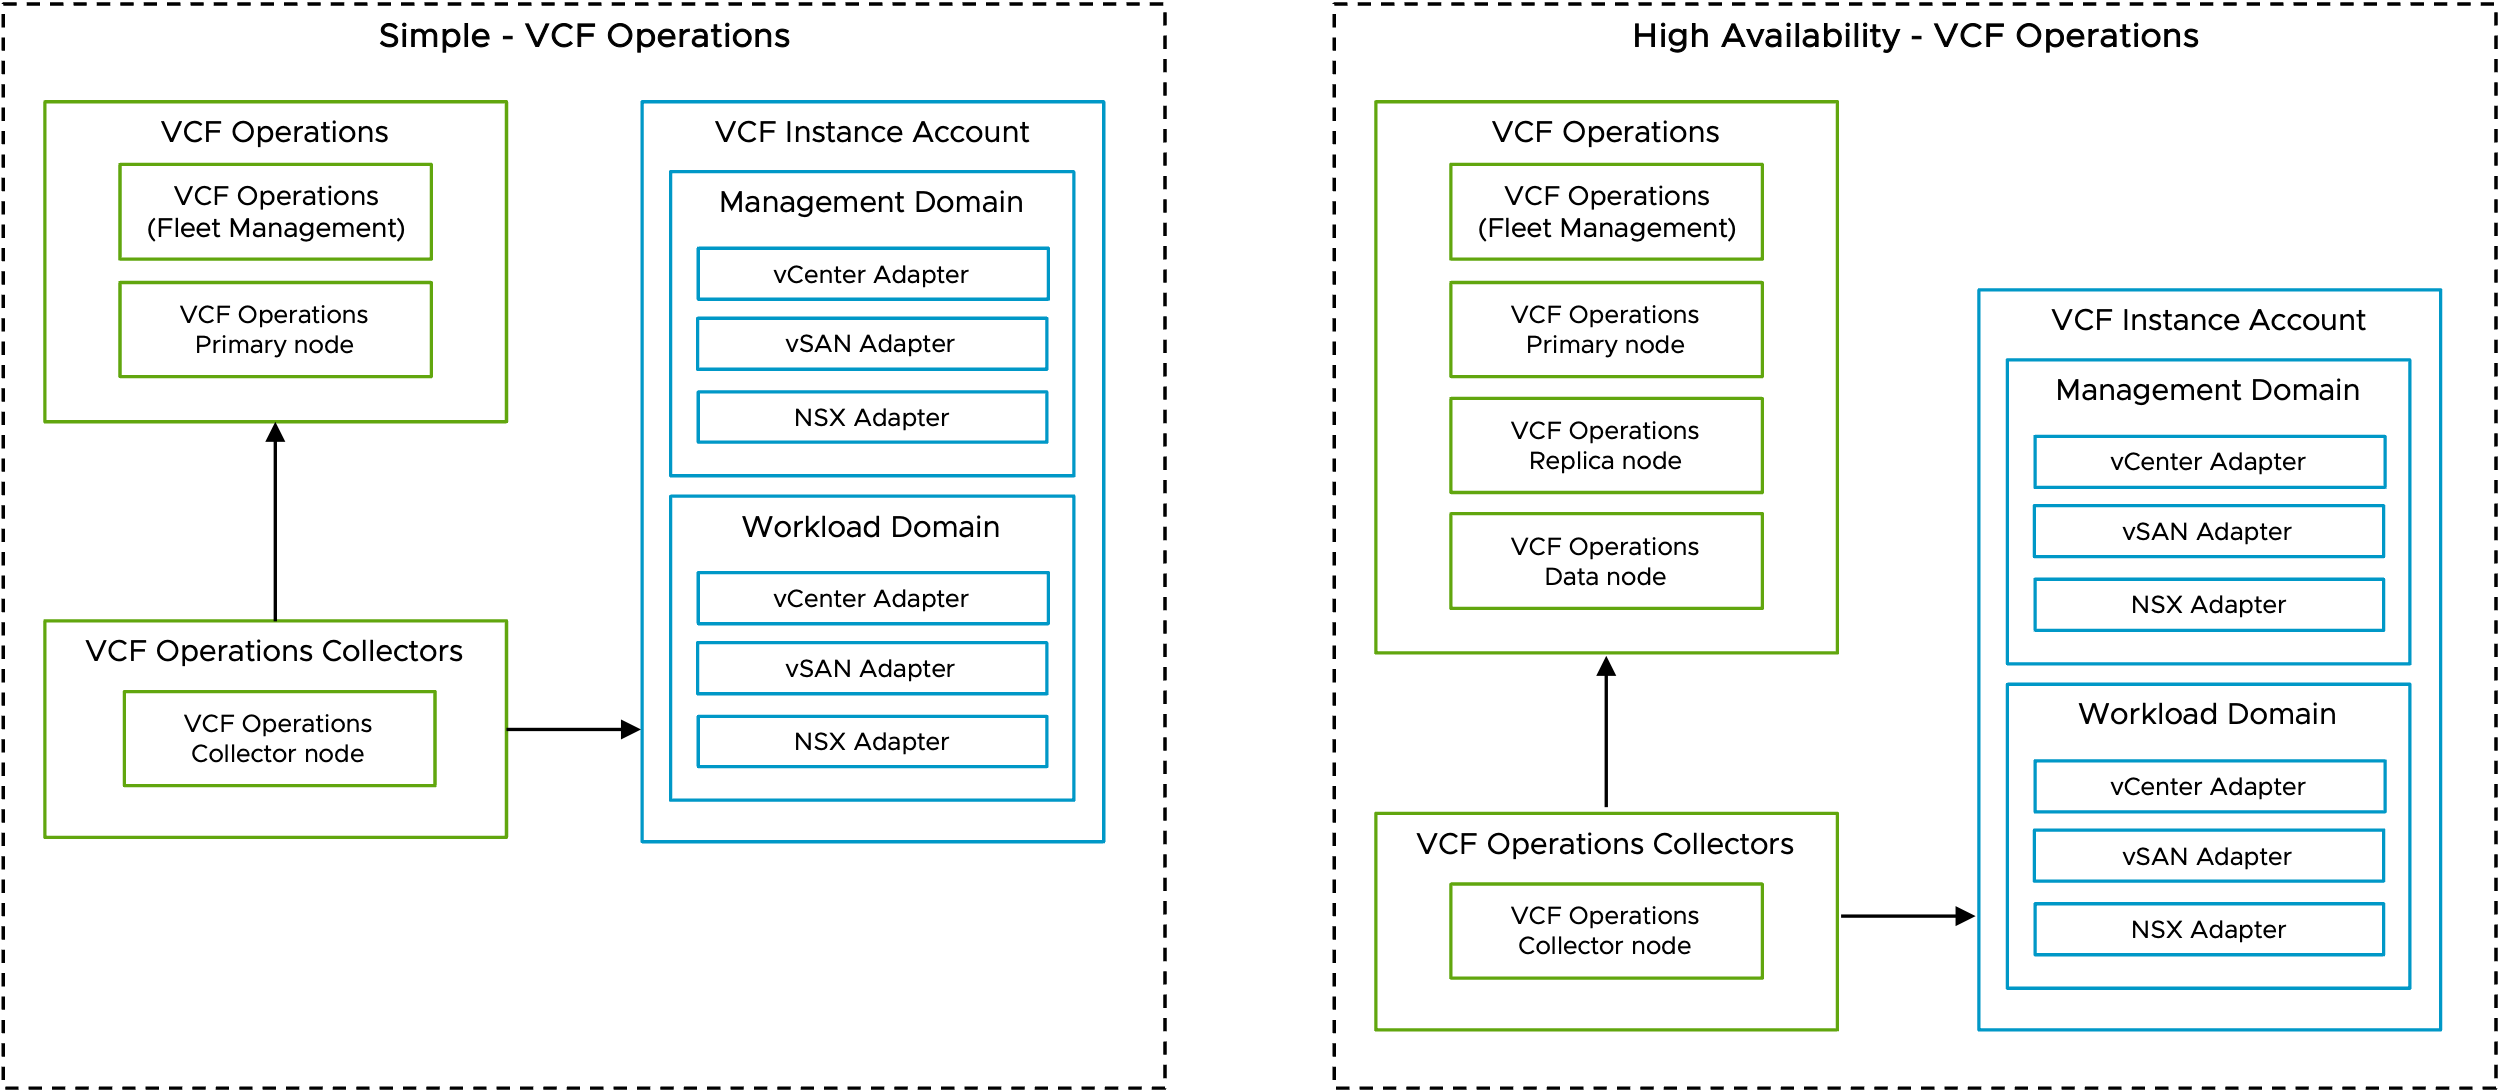 Simple - VCF Operations
VCF Operations
VCF Operations
(Fleet Management)
VCF Operations
Primary node
VCF Operations Collectors
VCF Operations
Collector node
VCF Instance Account
Management Domain
vCenter Adapter
vSAN Adapter
NSX Adapter
Workload Domain
vCenter Adapter
vSAN Adapter
NSX Adapter
High Availability - VCF Operations
VCF Operations
VCF Operations
(Fleet Management)
VCF Operations
Primary node
VCF Operations
Replica node
VCF Operations
Data node
VCF Operations Collectors
VCF Operations
Collector node
VCF Instance Account
Management Domain
vCenter Adapter
vSAN Adapter
NSX Adapter
Workload Domain
vCenter Adapter
vSAN Adapter
NSX Adapter